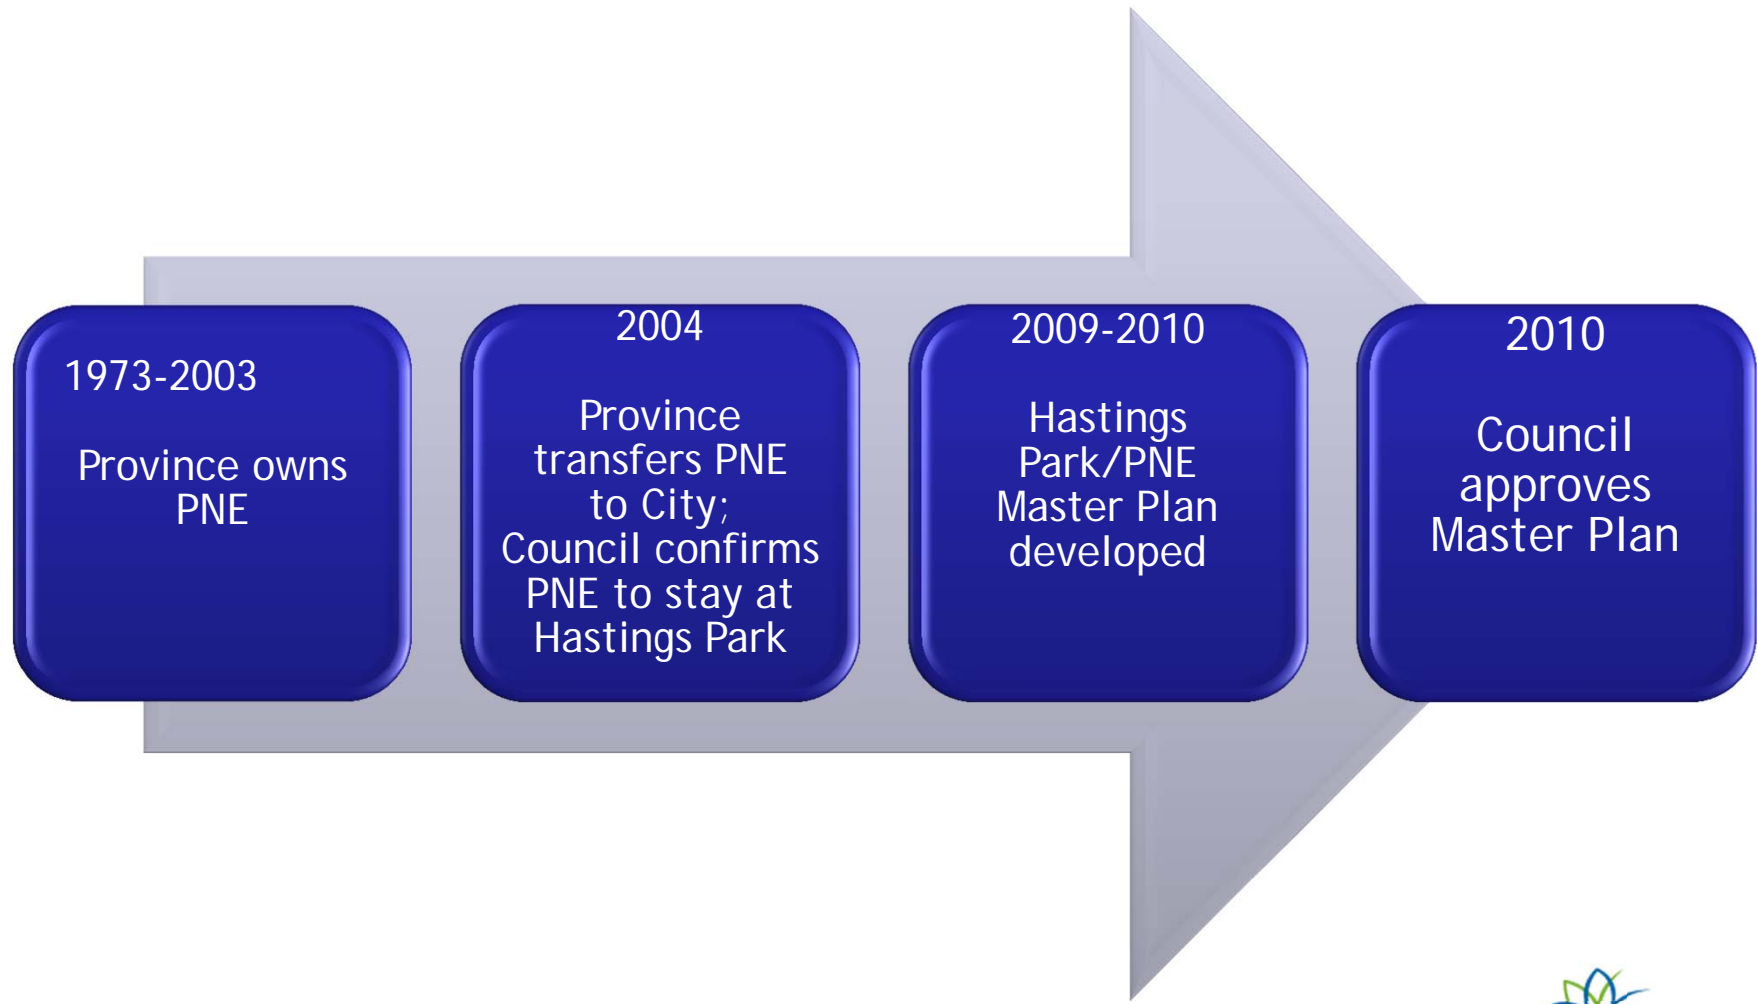 1973-2003
Province owns
PNE
2004
Province
transfers PNE
to City;
Council confirms
PNE to stay at
Hastings Park
2009-2010
Hastings
Park/PNE
Master Plan
developed
2010
Council
approves
Master Plan